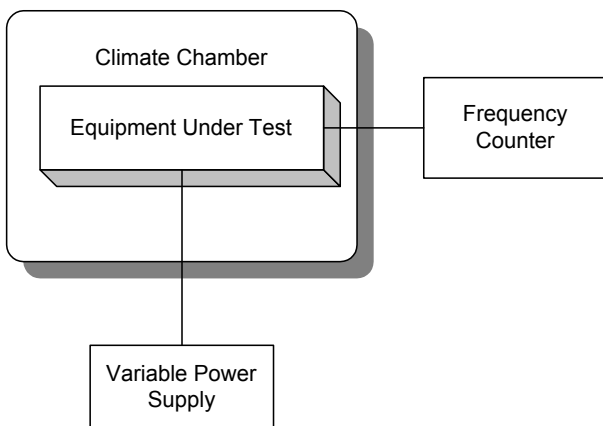 Climate Chamber
Equipment Under Test
Frequency
Counter
Variable Power
Supply